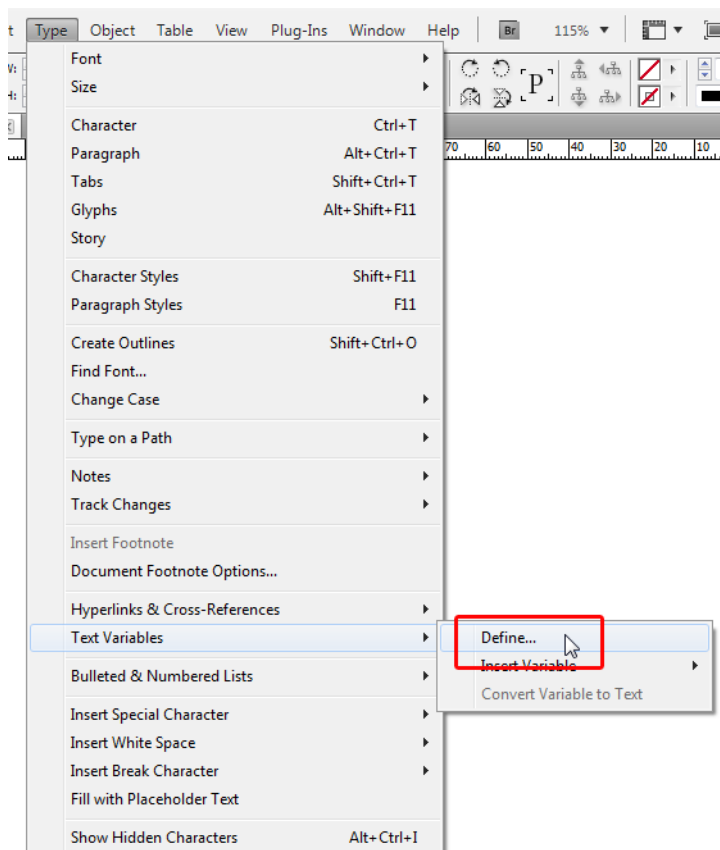 t Type Object Table View Plug-Ins Window Help Br 115%
W:
H:
P
70 60 50 40 30 20 10
Font
Size
Character Ctrl+T
Paragraph Alt+Ctrl+T
Tabs Shift+Ctrl+T
Glyphs Alt+Shift+F11
Story
Character Styles Shift+F11
Paragraph Styles F11
Create Outlines Shift+Ctrl+O
Find Font...
Change Case
Type on a Path
Notes
Track Changes
Insert Footnote
Document Footnote Options...
Hyperlinks & Cross-References
Text Variables
Define...
Insert Variable
Convert Variable to Text
Bulleted & Numbered Lists
Insert Special Character
Insert White Space
Insert Break Character
Fill with Placeholder Text
Show Hidden Characters Alt+Ctrl+I